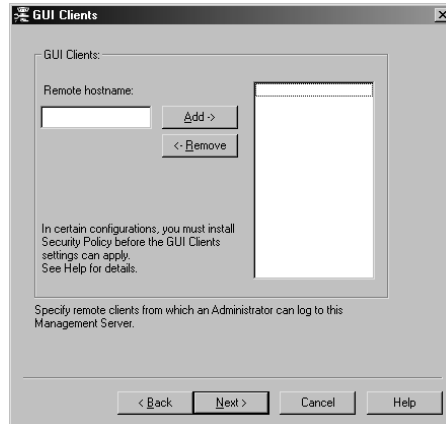 GUI Clients
GUI Clients:
Remote hostname:
Add ->
<- Remove
In certain configurations, you must install
Security Policy before the GUI Clients
settings can apply.
See Help for details.
Specify remote clients from which an Administrator can log to this
Management Server.
< Back
Next >
Cancel
Help